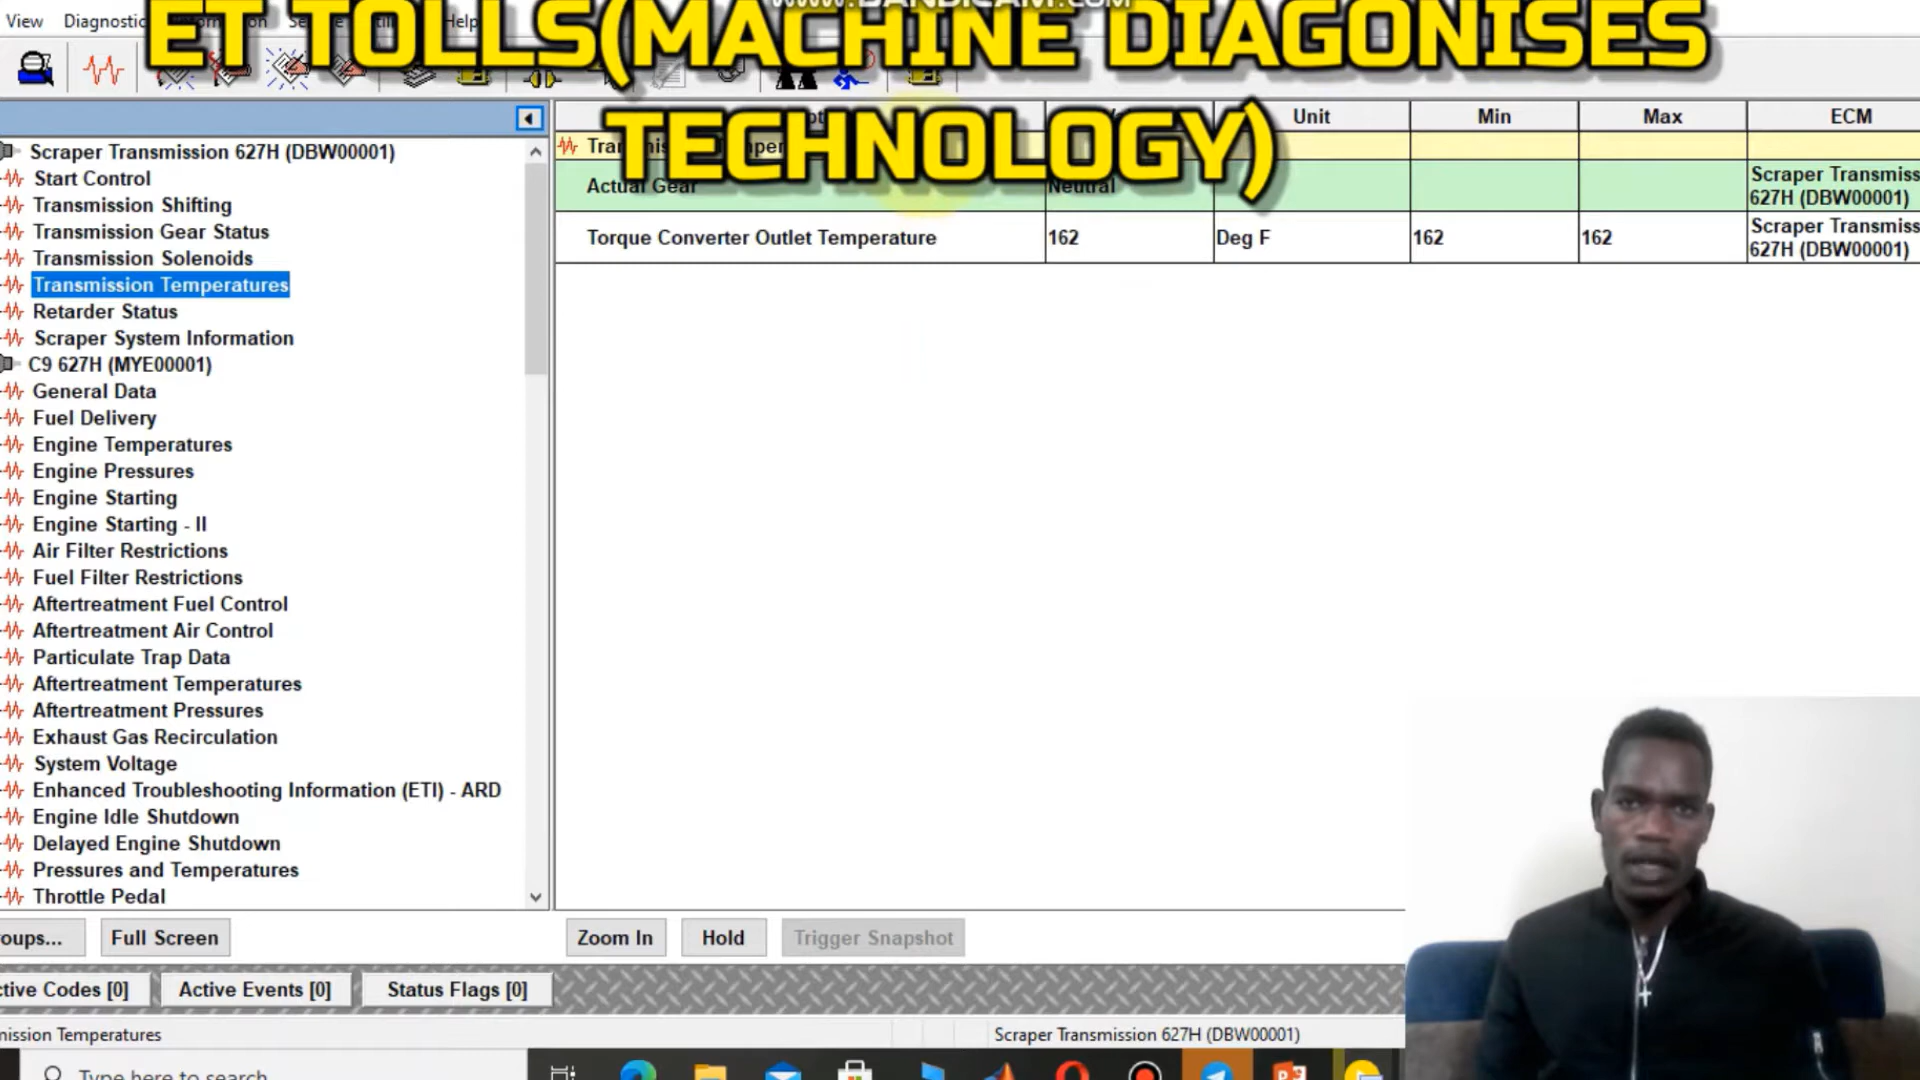 View Diagnostic Help
ET TOLLS(MACHINE DIAGONISES
TECHNOLOGY)
Unit Min Max ECM
Scraper Transmission 627H (DBW00001)
Start Control
Transmission Shifting
Transmission Gear Status
Transmission Solenoids
Transmission Temperatures
Retarder Status
Scraper System Information
C9 627H (MYE00001)
General Data
Fuel Delivery
Engine Temperatures
Engine Pressures
Engine Starting
Engine Starting - II
Air Filter Restrictions
Fuel Filter Restrictions
Aftertreatment Fuel Control
Aftertreatment Air Control
Particulate Trap Data
Aftertreatment Temperatures
Aftertreatment Pressures
Exhaust Gas Recirculation
System Voltage
Enhanced Troubleshooting Information (ETI) - ARD
Engine Idle Shutdown
Delayed Engine Shutdown
Pressures and Temperatures
Throttle Pedal
Actual Gear Neutral Scraper Transmiss
627H (DBW00001)
Torque Converter Outlet Temperature 162 Deg F 162 162 Scraper Transmiss
627H (DBW00001)
oups... Full Screen Zoom In Hold Trigger Snapshot
ctive Codes [0] Active Events [0] Status Flags [0]
mission Temperatures Scraper Transmission 627H (DBW00001)
Type here to search